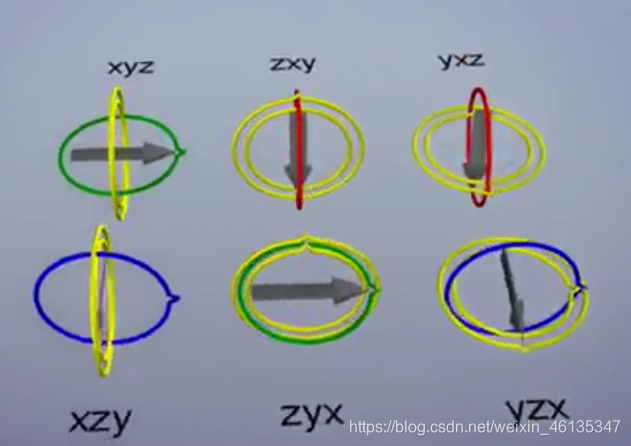 xyz zxy yxz
xzy zyx yzx
https://blog.csdn.net/weixin_46135347